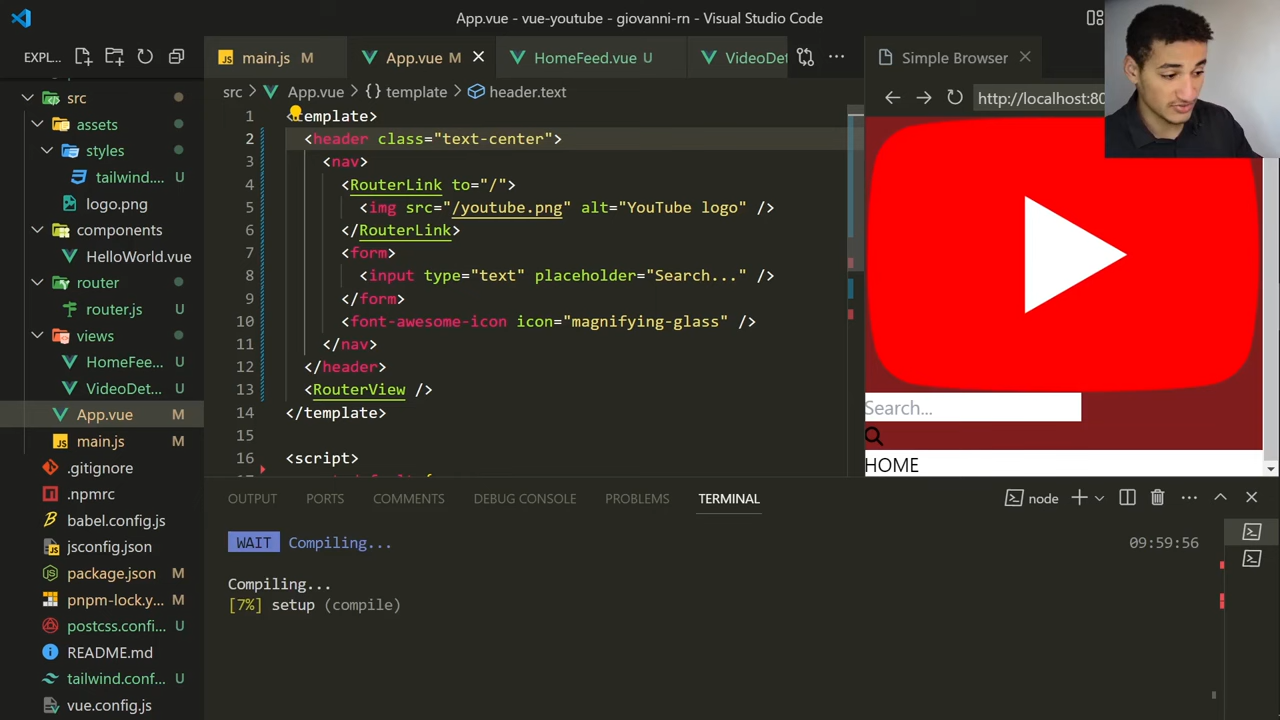 App.vue - vue-youtube - giovanni-rn - Visual Studio Code
EXPL...
main.js M
App.vue M
HomeFeed.vue U
VideoDet
Simple Browser
src
assets
styles
tailwind.... U
logo.png
components
HelloWorld.vue
router
router.js
views
HomeFee... U
VideoDet... U
App.vue M
main.js M
.gitignore
.npmrc
babel.config.js
jsconfig.json
package.json M
pnpm-lock.y... M
postcss.confi... U
README.md
tailwind.conf... U
vue.config.js
src > App.vue > {} template > header.text
1 <template>
2 <header class="text-center">
3 <nav>
4 <RouterLink to="/">
5 <img src="/youtube.png" alt="YouTube logo" />
6 </RouterLink>
7 <form>
8 <input type="text" placeholder="Search..." />
9 </form>
10 <font-awesome-icon icon="magnifying-glass" />
11 </nav>
12 </header>
13 <RouterView />
14 </template>
15
16 <script>
http://localhost:80
Search...
HOME
OUTPUT PORTS COMMENTS DEBUG CONSOLE PROBLEMS TERMINAL
node
WAIT Compiling... 09:59:56
Compiling...
[7%] setup (compile)